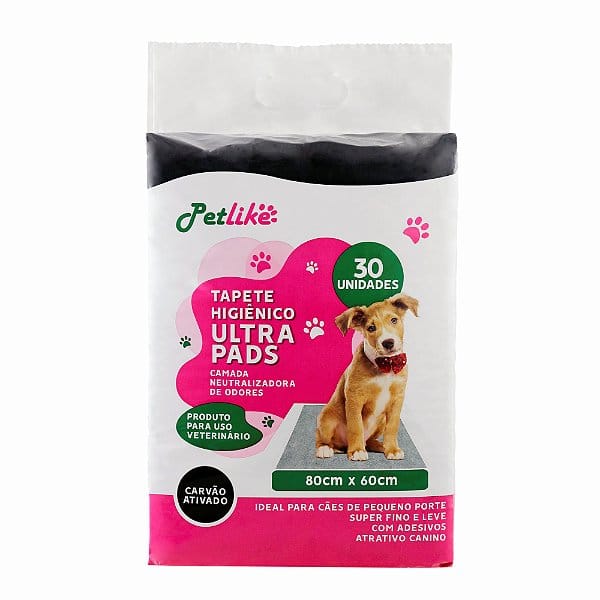 Petlike
30
UNIDADES
TAPETE
HIGIÊNICO
ULTRA
PADS
CAMADA
NEUTRALIZADORA
DE ODORES
PRODUTO
PARA USO
VETERINÁRIO
80cm x 60cm
CARVÃO
ATIVADO
IDEAL PARA CÃES DE PEQUENO PORTE
SUPER FINO E LEVE
COM ADESIVOS
ATRATIVO CANINO